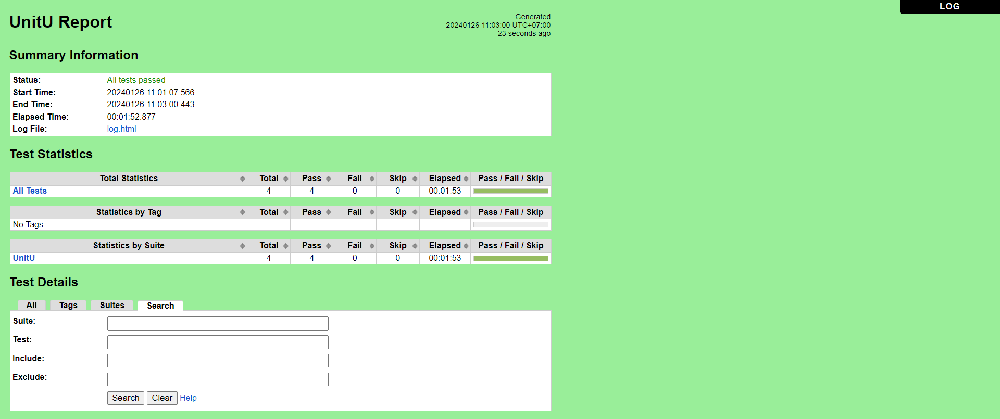 LOG
UnitU Report
Generated
20240126 11:03:00 UTC+07:00
23 seconds ago
Summary Information
Status: All tests passed
Start Time: 20240126 11:01:07.566
End Time: 20240126 11:03:00.443
Elapsed Time: 00:01:52.877
Log File: log.html
Test Statistics
Total Statistics Total Pass Fail Skip Elapsed Pass / Fail / Skip
All Tests 4 4 0 0 00:01:53
Statistics by Tag Total Pass Fail Skip Elapsed Pass / Fail / Skip
No Tags
Statistics by Suite Total Pass Fail Skip Elapsed Pass / Fail / Skip
UnitU 4 4 0 0 00:01:53
Test Details
All Tags Suites Search
Suite:
Test:
Include:
Exclude:
Search Clear Help